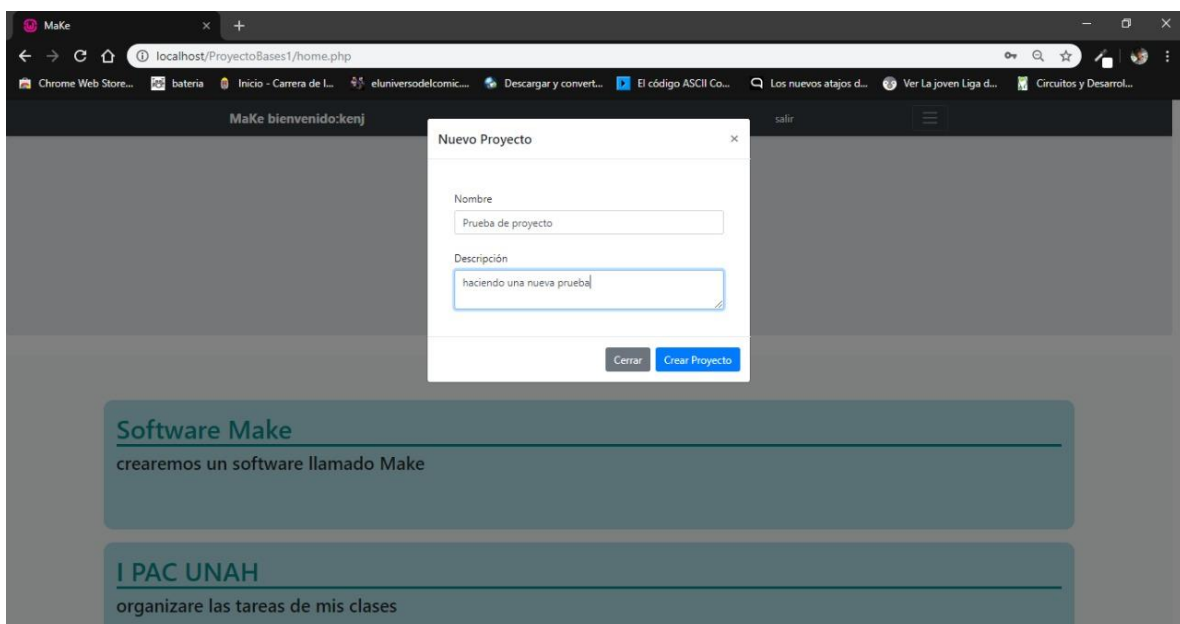 MaKe
localhost/ProyectoBases1/home.php
Chrome Web Store... bateria Inicio - Carrera de I... eluniversodelcomic.... Descargar y convert... El código ASCII Co... Los nuevos atajos d... Ver La joven Liga d... Circuitos y Desarrol...
MaKe bienvenido:kenj salir
Nuevo Proyecto ×
Nombre
Prueba de proyecto
Descripción
haciendo una nueva prueba
Cerrar Crear Proyecto
Software Make
crearemos un software llamado Make
I PAC UNAH
organizare las tareas de mis clases